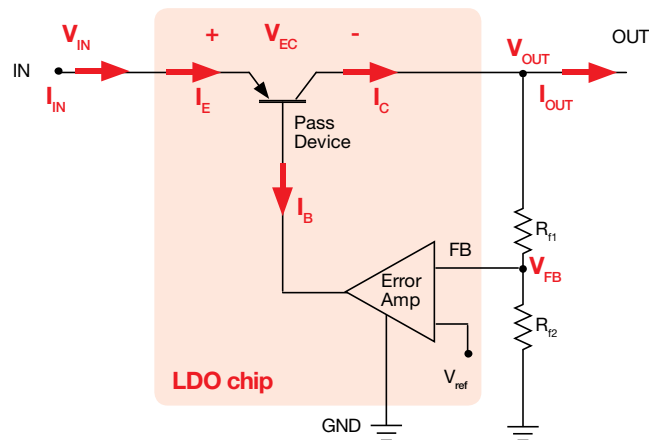 V_IN
+ V_EC -
V_OUT
OUT
IN
I_IN
I_E
I_C
I_OUT
Pass
Device
I_B
R_f1
FB
V_FB
Error
Amp
R_f2
V_ref
LDO chip
GND